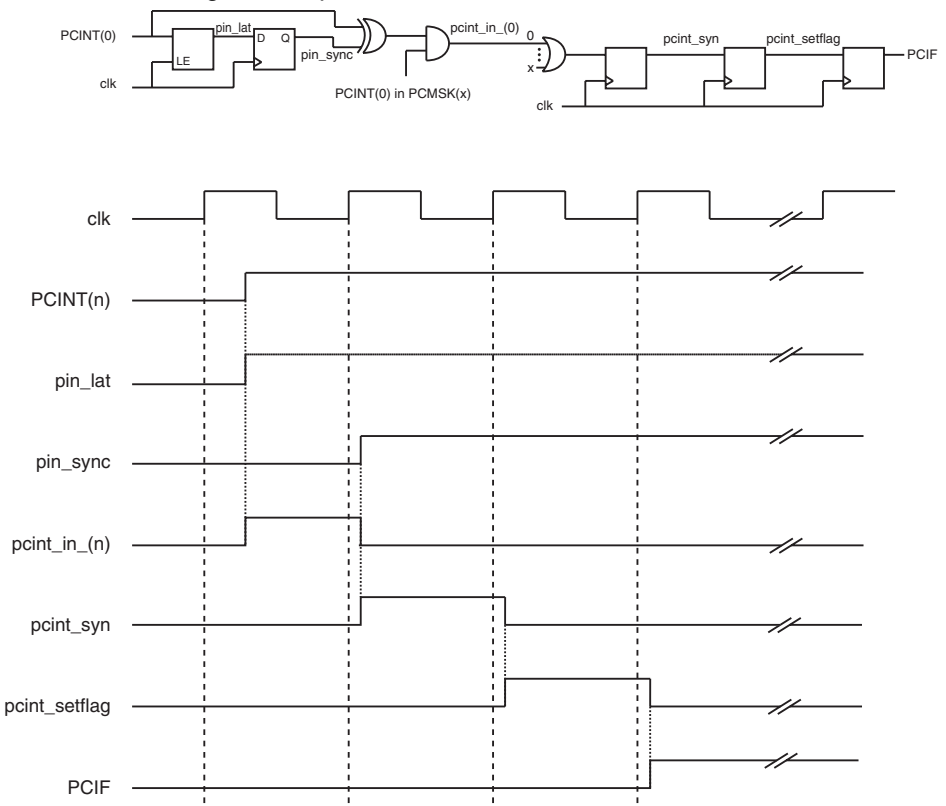 PCINT(0)
pin_lat
D Q
LE
pin_sync
clk
pcint_in_(0)
0
x
PCINT(0) in PCMSK(x)
pcint_syn
pcint_setflag
PCIF
clk
clk
PCINT(n)
pin_lat
pin_sync
pcint_in_(n)
pcint_syn
pcint_setflag
PCIF